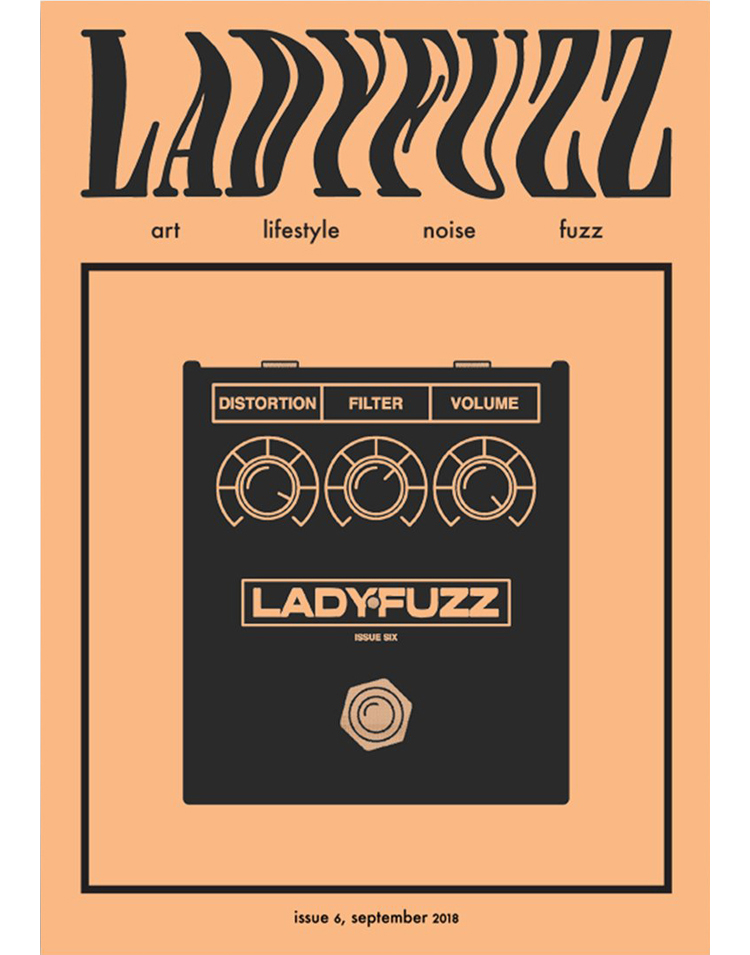 LADYFUZZ
art lifestyle noise fuzz
DISTORTION FILTER VOLUME
LADY•FUZZ
ISSUE SIX
issue 6, september 2018